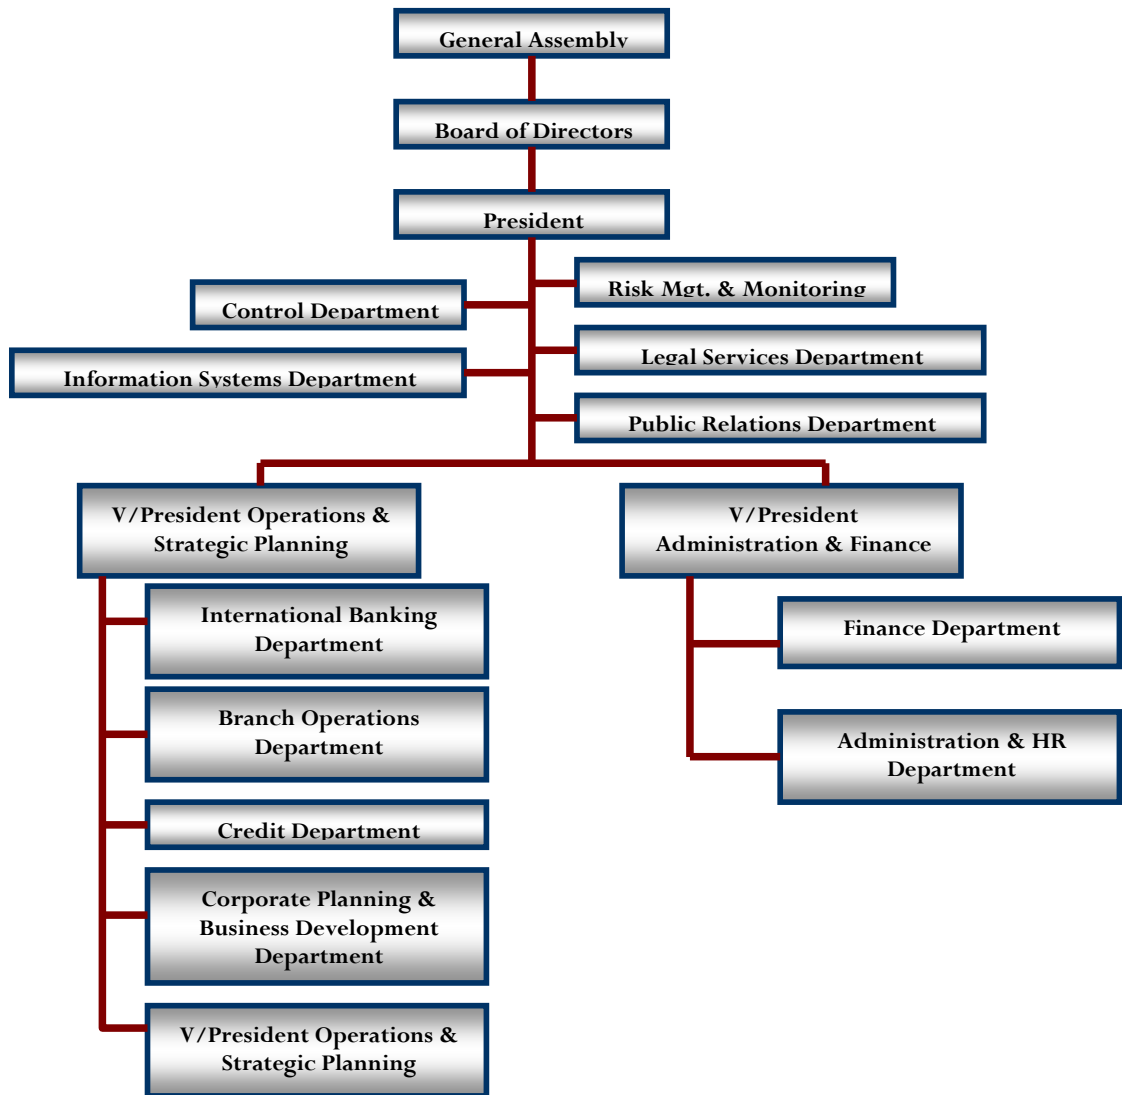 General Assembly
Board of Directors
President
Risk Mgt. & Monitoring
Control Department
Legal Services Department
Information Systems Department
Public Relations Department
V/President Operations &
Strategic Planning
V/President
Administration & Finance
International Banking
Department
Branch Operations
Department
Credit Department
Corporate Planning &
Business Development
Department
V/President Operations &
Strategic Planning
Finance Department
Administration & HR
Department